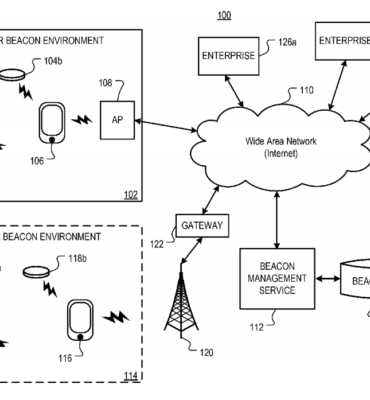 100
R BEACON ENVIRONMENT
104b
108
AP
106
102
ENTERPRISE
126a
ENTERPRISE
110
Wide Area Network
(Internet)
GATEWAY
122
R BEACON ENVIRONMENT
118b
116
114
120
BEACON
MANAGEMENT
SERVICE
112
BEAC